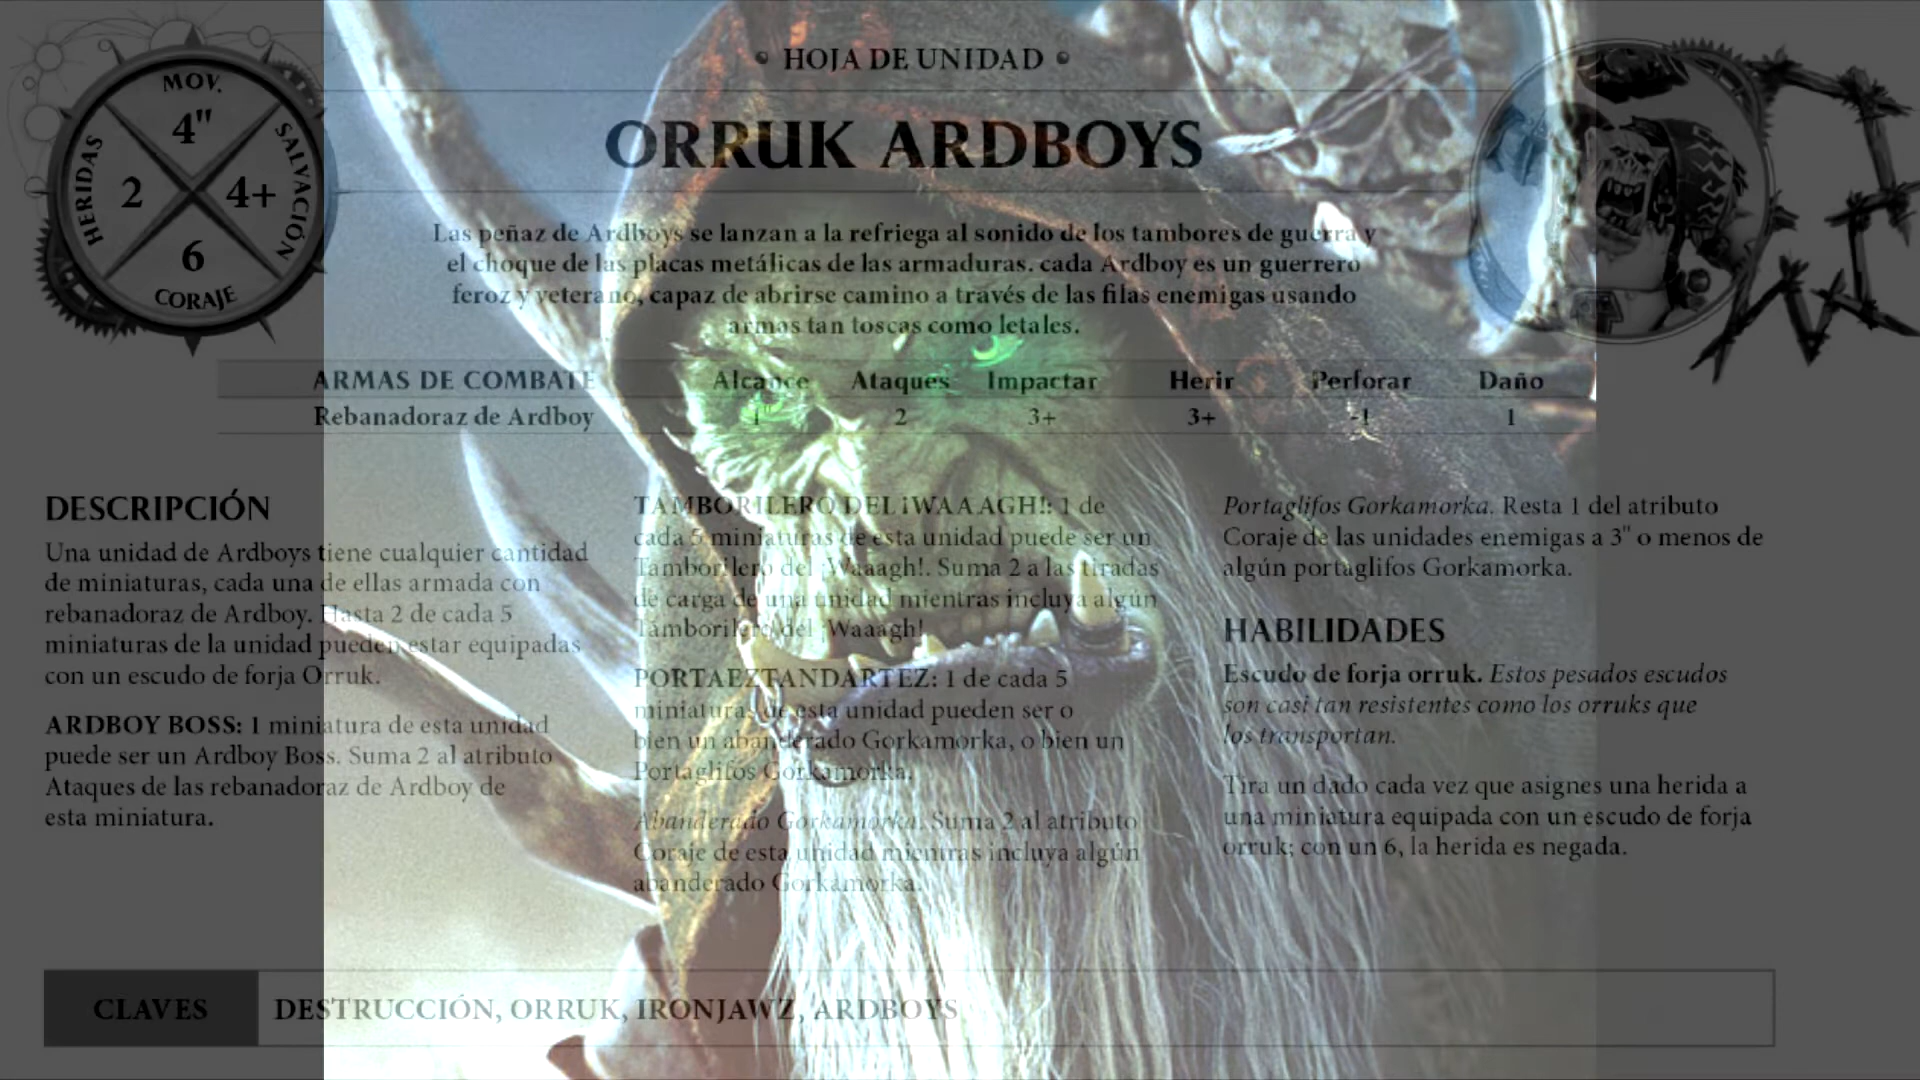 • HOJA DE UNIDAD •
ORRUK ARDBOYS
MOV.
4"
HERIDAS
2
4+
SALVACIÓN
6
CORAJE
Las peñaz de Ardboys se lanzan a la refriega al sonido de los tambores de guerra y
el choque de las placas metálicas de las armaduras. cada Ardboy es un guerrero
feroz y veterano, capaz de abrirse camino a través de las filas enemigas usando
armas tan toscas como letales.
ARMAS DE COMBATE Alcance Ataques Impactar Herir Perforar Daño
Rebanadoraz de Ardboy 1" 2 3+ 3+ -1 1
DESCRIPCIÓN
Una unidad de Ardboys tiene cualquier cantidad
de miniaturas, cada una de ellas armada con
rebanadoraz de Ardboy. Hasta 2 de cada 5
miniaturas de la unidad pueden estar equipadas
con un escudo de forja Orruk.
ARDBOY BOSS: 1 miniatura de esta unidad
puede ser un Ardboy Boss. Suma 2 al atributo
Ataques de las rebanadoraz de Ardboy de
esta miniatura.
TAMBORILERO DEL ¡WAAAGH!: 1 de
cada 5 miniaturas de esta unidad puede ser un
Tamborilero del ¡Waaagh!. Suma 2 a las tiradas
de carga de una unidad mientras incluya algún
Tamborilero del ¡Waaagh!
PORTAEZTANDARTEZ: 1 de cada 5
miniaturas de esta unidad pueden ser o
bien un abanderado Gorkamorka, o bien un
Portaglifos Gorkamorka.
Abanderado Gorkamorka. Suma 2 al atributo
Coraje de esta unidad mientras incluya algún
abanderado Gorkamorka.
Portaglifos Gorkamorka. Resta 1 del atributo
Coraje de las unidades enemigas a 3" o menos de
algún portaglifos Gorkamorka.
HABILIDADES
Escudo de forja orruk. Estos pesados escudos
son casi tan resistentes como los orruks que
los transportan.
Tira un dado cada vez que asignes una herida a
una miniatura equipada con un escudo de forja
orruk; con un 6, la herida es negada.
CLAVES DESTRUCCIÓN, ORRUK, IRONJAWZ, ARDBOYS